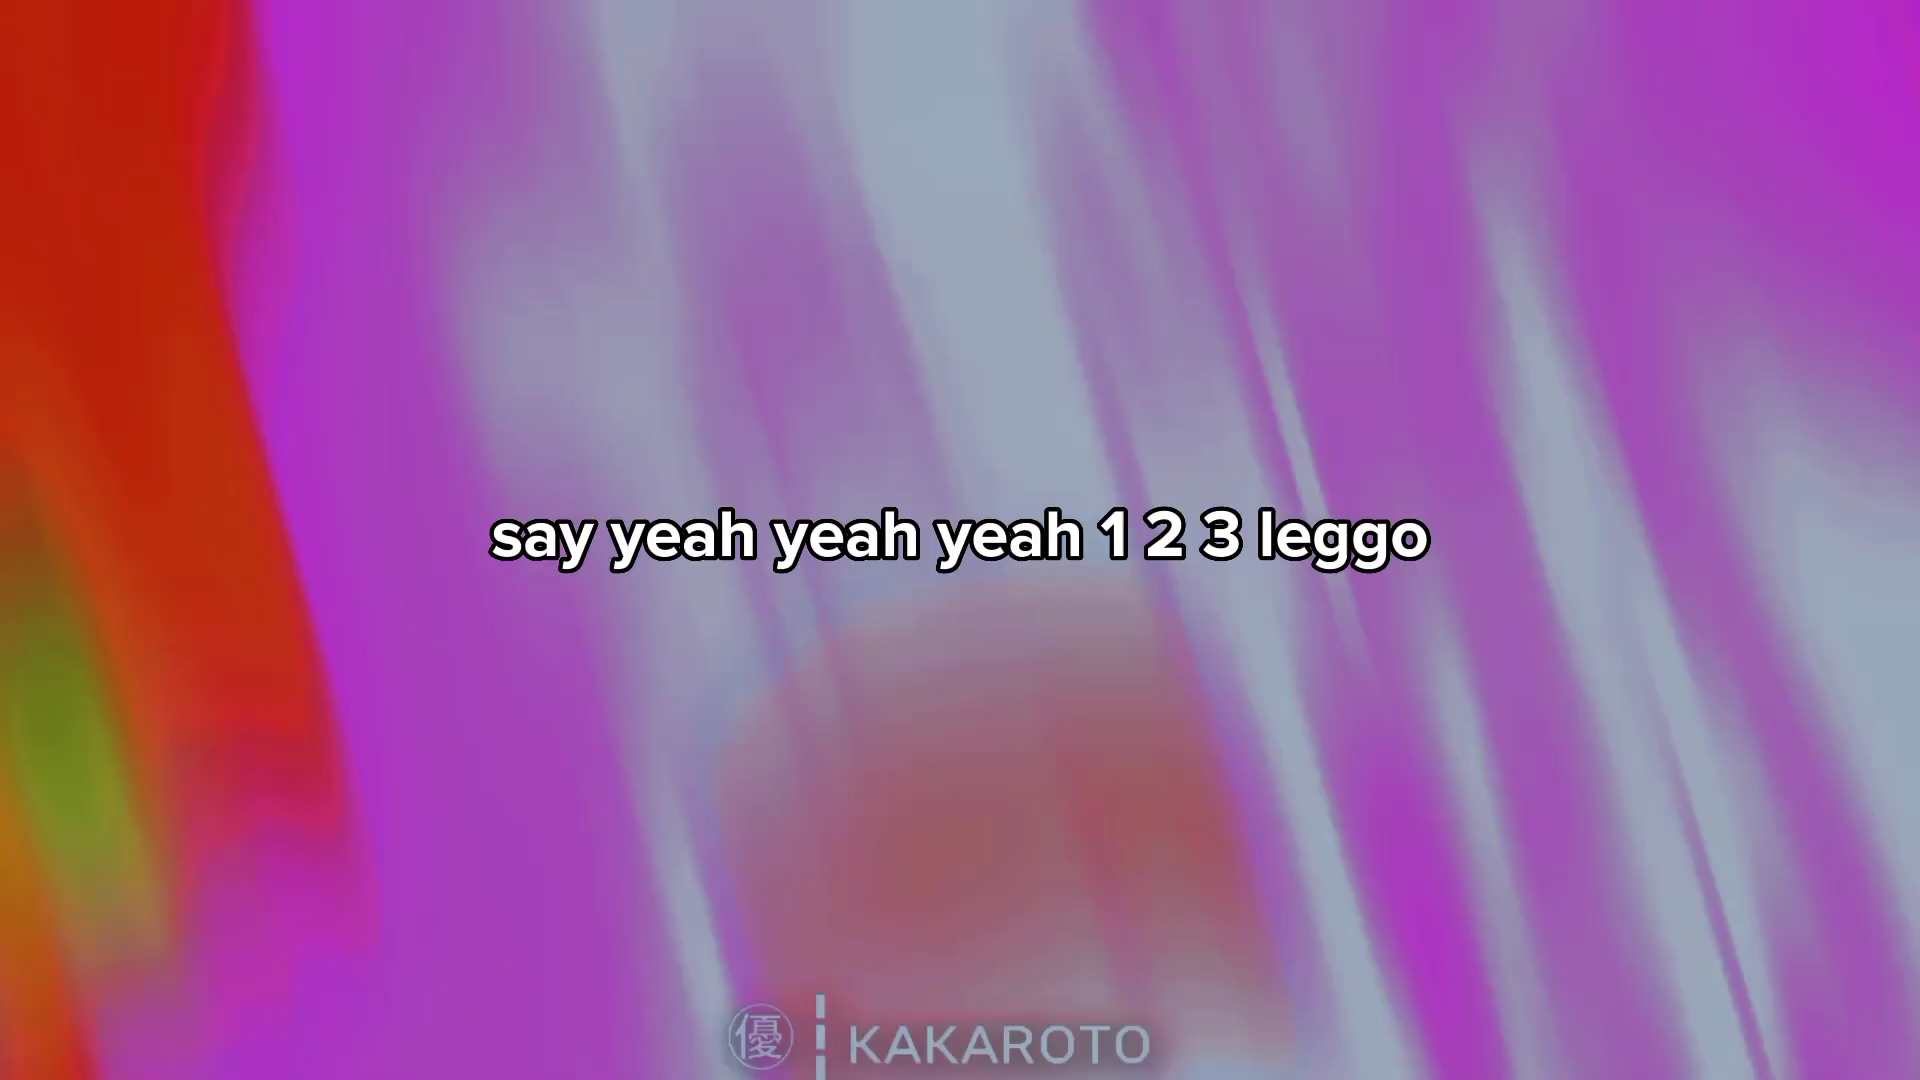 say yeah yeah yeah 1 2 3 leggo
優 KAKAROTO